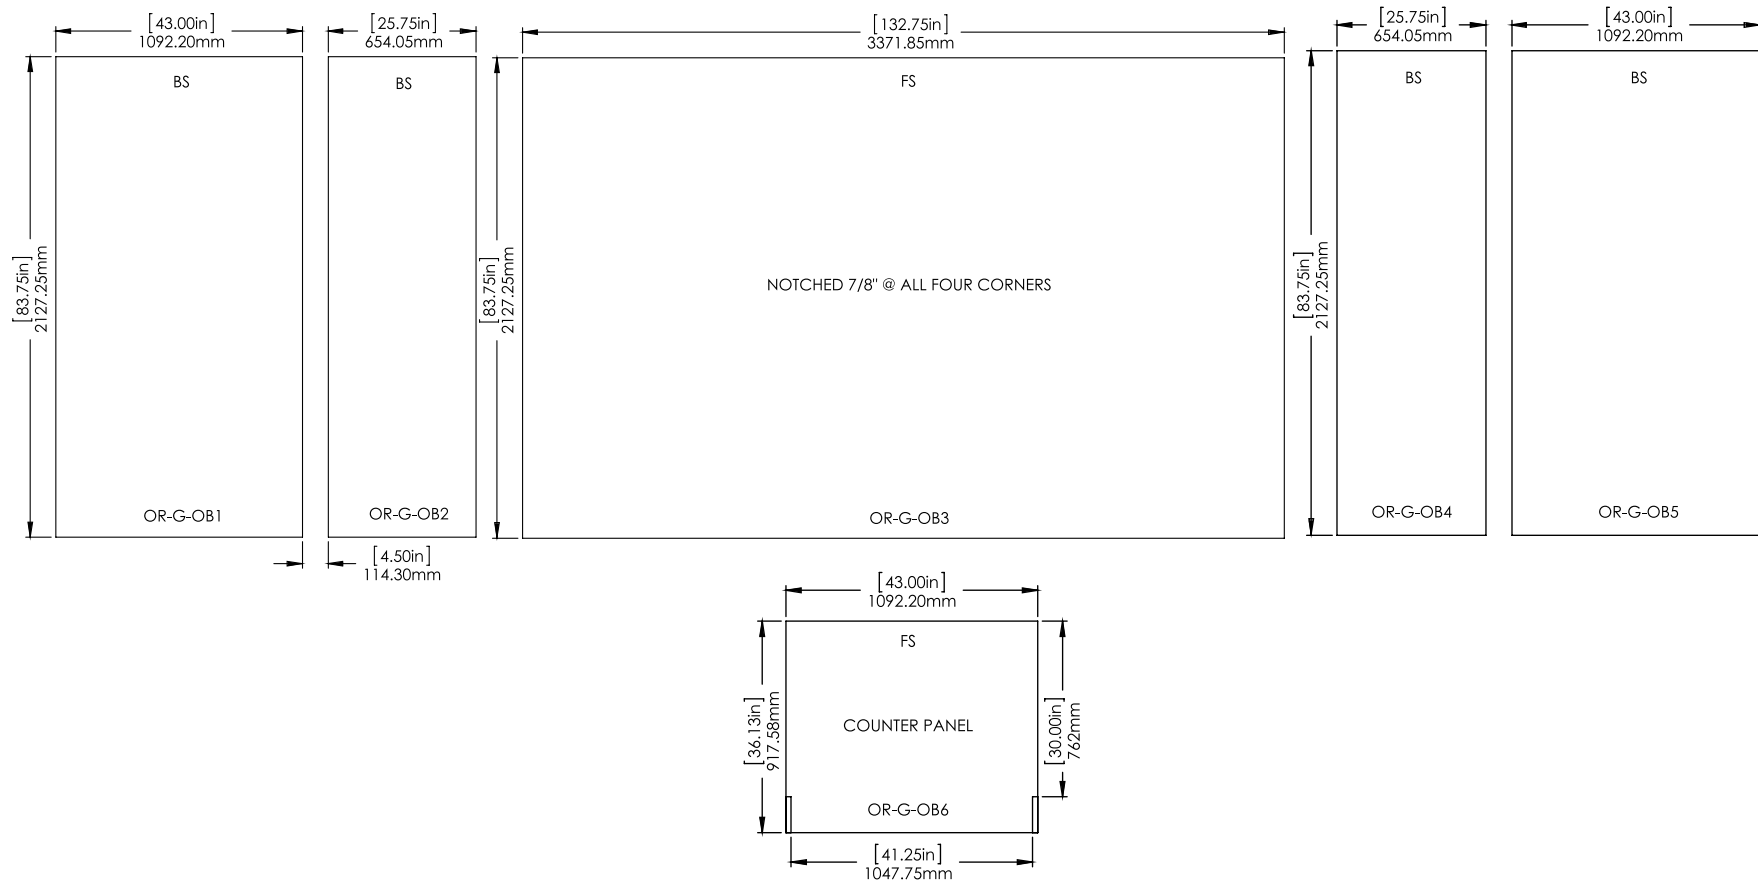 [43.00in]
1092.20mm
[25.75in]
654.05mm
[132.75in]
3371.85mm
[25.75in]
654.05mm
[43.00in]
1092.20mm
BS
BS
FS
BS
BS
[83.75in]
2127.25mm
[83.75in]
2127.25mm
NOTCHED 7/8" @ ALL FOUR CORNERS
[83.75in]
2127.25mm
OR-G-OB1
OR-G-OB2
OR-G-OB3
OR-G-OB4
OR-G-OB5
[4.50in]
114.30mm
[43.00in]
1092.20mm
FS
[36.13in]
917.58mm
COUNTER PANEL
[30.00in]
762mm
OR-G-OB6
[41.25in]
1047.75mm